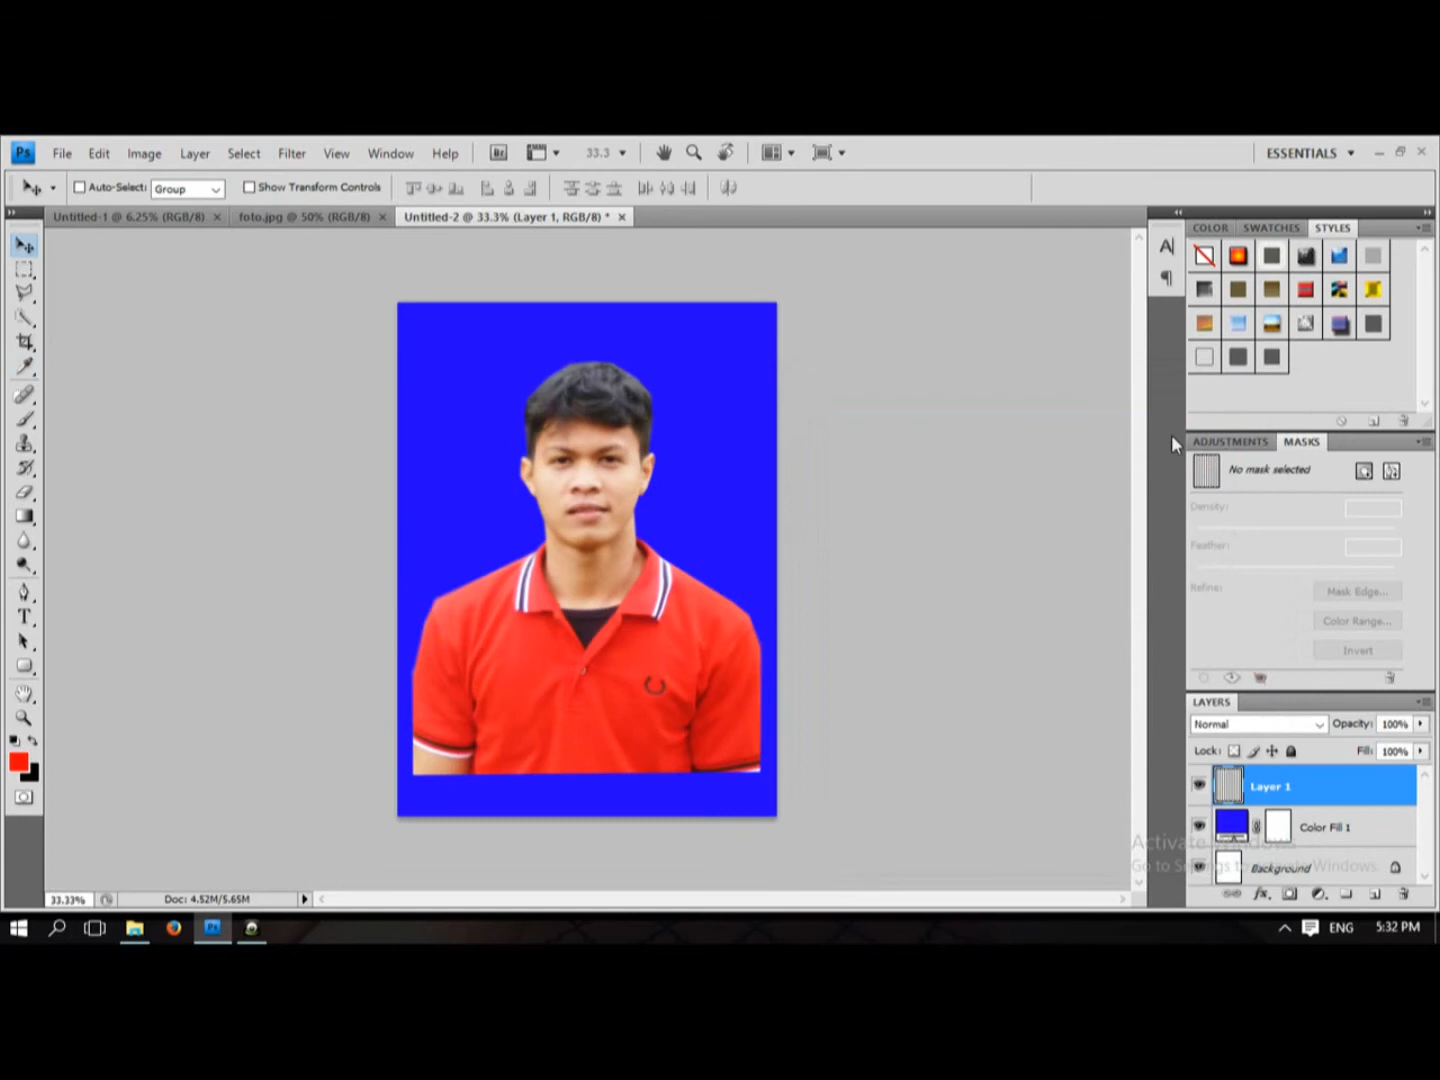 Ps File Edit Image Layer Select Filter Analysis View Window Help Br 33.3 ESSENTIALS
Auto-Select: Group Show Transform Controls
Untitled-1 @ 6.25% (RGB/8) × foto.jpg @ 50% (RGB/8) × Untitled-2 @ 33.3% (Layer 1, RGB/8) * ×
COLOR SWATCHES STYLES
A
ADJUSTMENTS MASKS
No mask selected
Density:
Feather:
Refine:
Mask Edge...
Color Range...
Invert
T
LAYERS
Normal Opacity: 100%
Lock: Fill: 100%
Layer 1
Color Fill 1
Activate Windows
Go to Settings to activate Windows.
Background
fx
33.33% Doc: 4.52M/5.65M
Ps ENG 5:32 PM